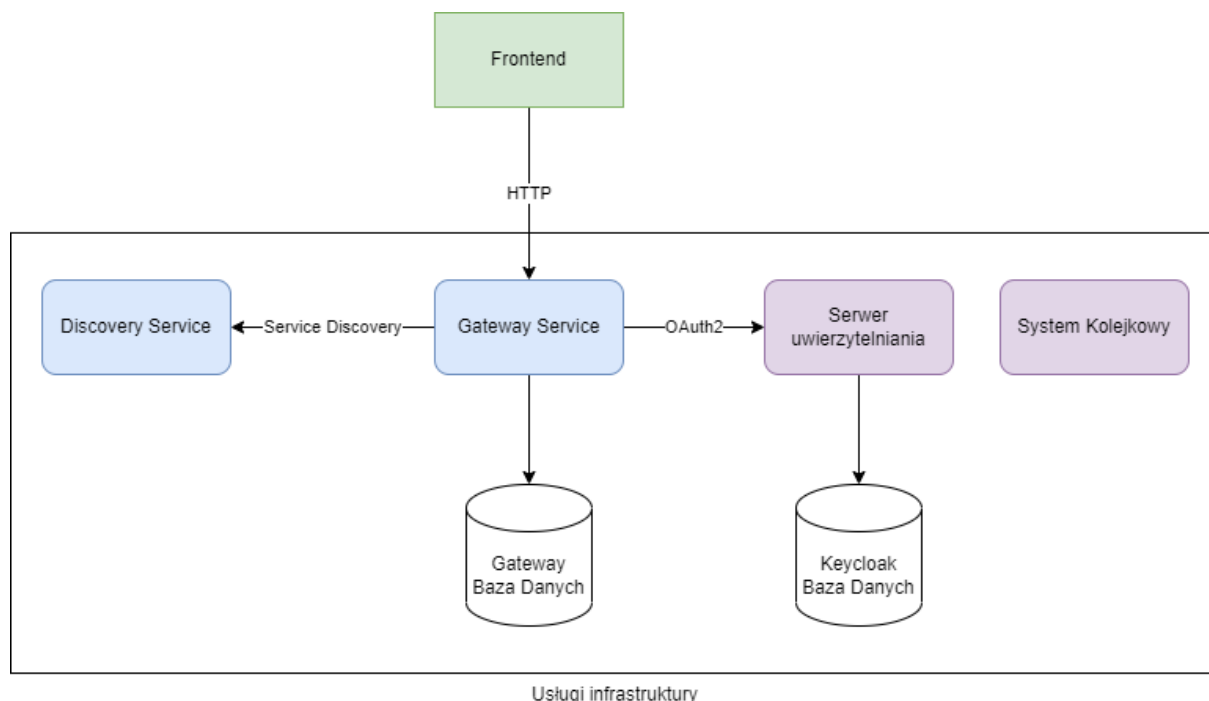 Frontend
HTTP
Discovery Service
Service Discovery
Gateway Service
OAuth2
Serwer
uwierzytelniania
System Kolejkowy
Gateway
Baza Danych
Keycloak
Baza Danych
Usługi infrastruktury